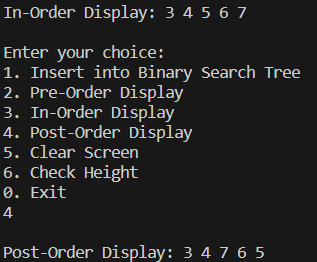 In-Order Display: 3 4 5 6 7
Enter your choice:
1. Insert into Binary Search Tree
2. Pre-Order Display
3. In-Order Display
4. Post-Order Display
5. Clear Screen
6. Check Height
0. Exit
4
Post-Order Display: 3 4 7 6 5